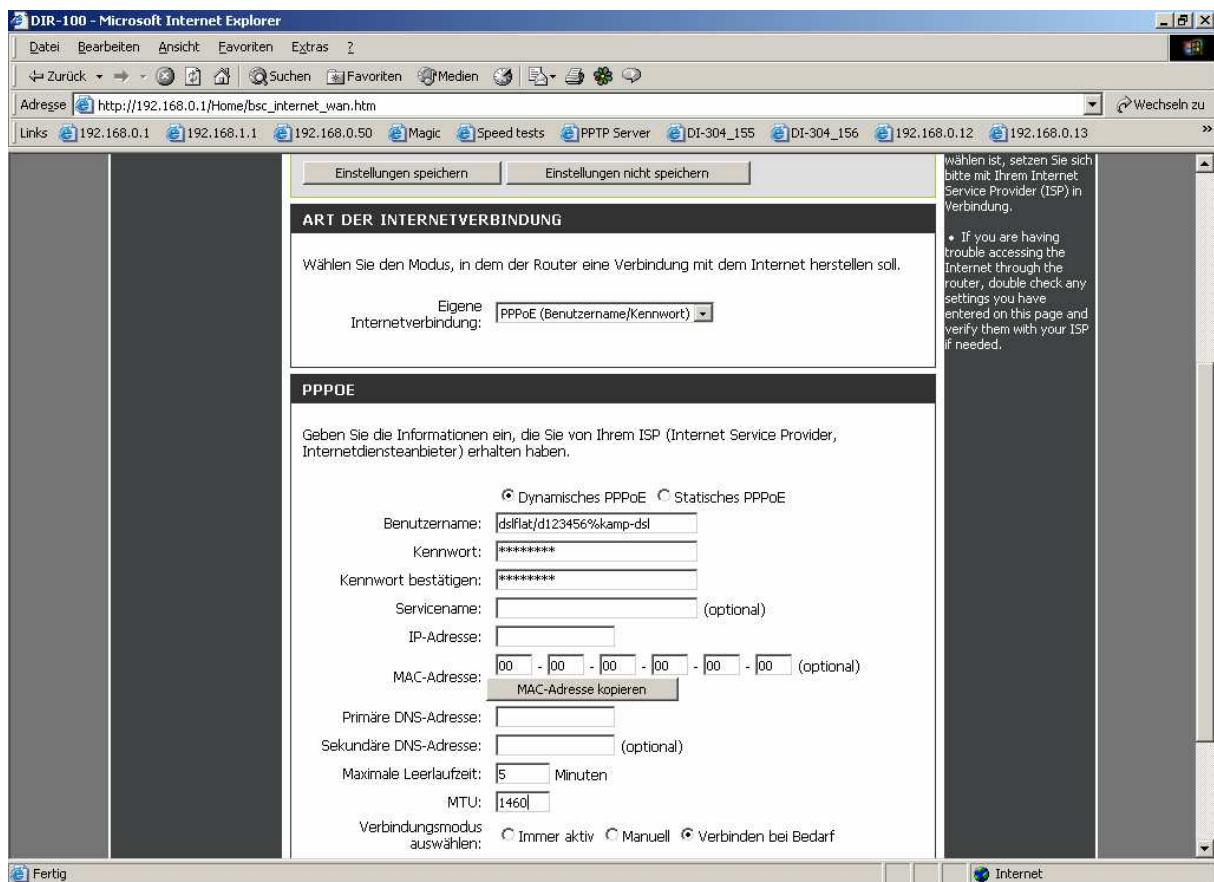 DIR-100 - Microsoft Internet Explorer
Datei Bearbeiten Ansicht Favoriten Extras ?
Zurück Suchen Favoriten Medien
Adresse http://192.168.0.1/Home/bsc_internet_wan.htm Wechseln zu
Links 192.168.0.1 192.168.1.1 192.168.0.50 Magic Speed tests PPTP Server DI-304_155 DI-304_156 192.168.0.12 192.168.0.13 »
Einstellungen speichern Einstellungen nicht speichern
ART DER INTERNETVERBINDUNG
Wählen Sie den Modus, in dem der Router eine Verbindung mit dem Internet herstellen soll.
Eigene
Internetverbindung: PPPoE (Benutzername/Kennwort)
PPPOE
Geben Sie die Informationen ein, die Sie von Ihrem ISP (Internet Service Provider,
Internetdiensteanbieter) erhalten haben.
Dynamisches PPPoE Statisches PPPoE
Benutzername: dslflat/d123456%kamp-dsl
Kennwort: ********
Kennwort bestätigen: ********
Servicename: (optional)
IP-Adresse:
MAC-Adresse: 00 - 00 - 00 - 00 - 00 - 00 (optional)
MAC-Adresse kopieren
Primäre DNS-Adresse:
Sekundäre DNS-Adresse: (optional)
Maximale Leerlaufzeit: 5 Minuten
MTU: 1460
Verbindungsmodus
auswählen: Immer aktiv Manuell Verbinden bei Bedarf
wählen ist, setzen Sie sich
bitte mit Ihrem Internet
Service Provider (ISP) in
Verbindung.
• If you are having
trouble accessing the
Internet through the
router, double check any
settings you have
entered on this page and
verify them with your ISP
if needed.
Fertig Internet